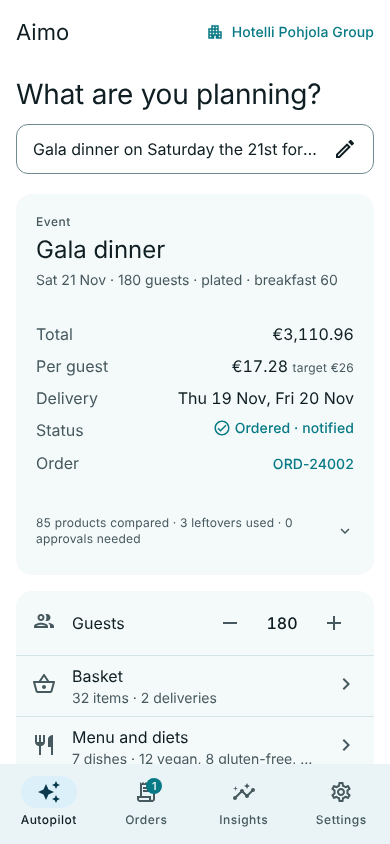 Aimo
Hotelli Pohjola Group
What are you planning?
Gala dinner on Saturday the 21st for...
Event
Gala dinner
Sat 21 Nov · 180 guests · plated · breakfast 60
Total €3,110.96
Per guest €17.28 target €26
Delivery Thu 19 Nov, Fri 20 Nov
Status Ordered · notified
Order ORD-24002
85 products compared · 3 leftovers used · 0
approvals needed
Guests 180
Basket
32 items · 2 deliveries
Menu and diets
7 dishes · 12 vegan, 8 gluten-free, ...
1
Autopilot Orders Insights Settings